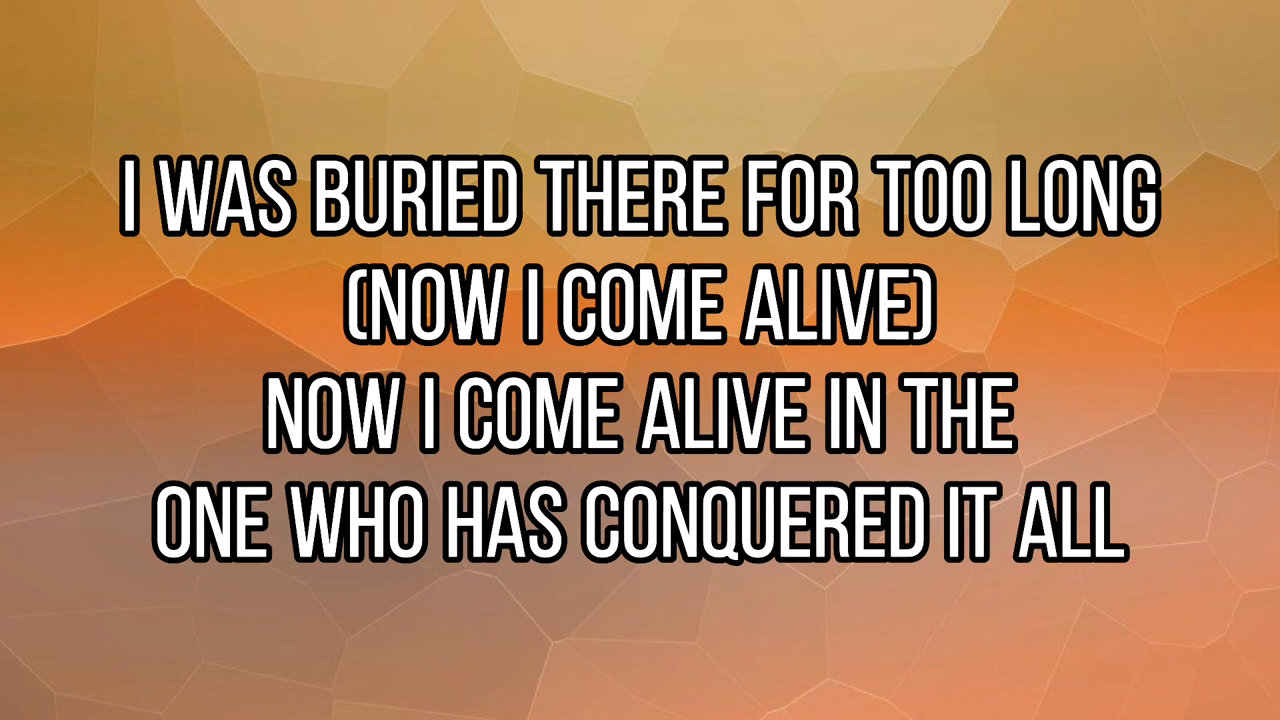 I WAS BURIED THERE FOR TOO LONG
(NOW I COME ALIVE)
NOW I COME ALIVE IN THE
ONE WHO HAS CONQUERED IT ALL